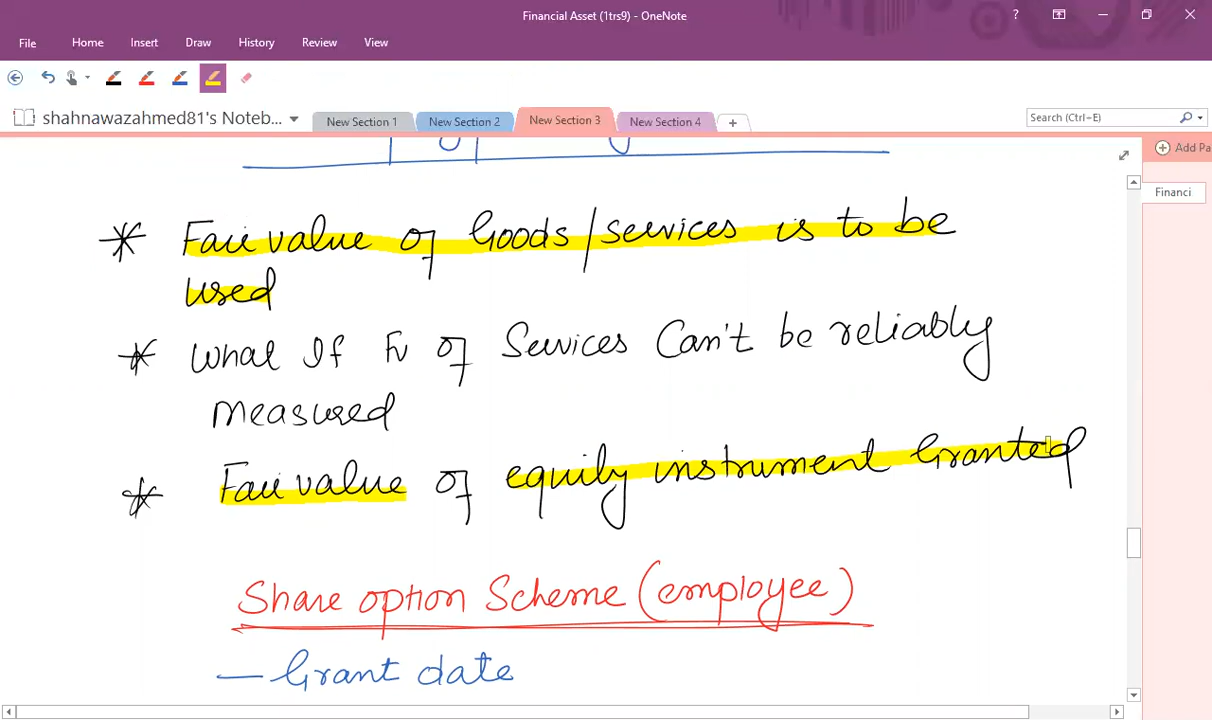 Financial Asset (1trs9) - OneNote
?
File Home Insert Draw History Review View
shahnawazahmed81's Noteb... New Section 1 New Section 2 New Section 3 New Section 4 + Search (Ctrl+E)
Add Pa
Financi
* Fair value of Goods/services is to be
used
* What If Fv of Services Can't be reliably
measured
* Fair value of equity instrument Granted
Share option Scheme (employee)
— Grant date